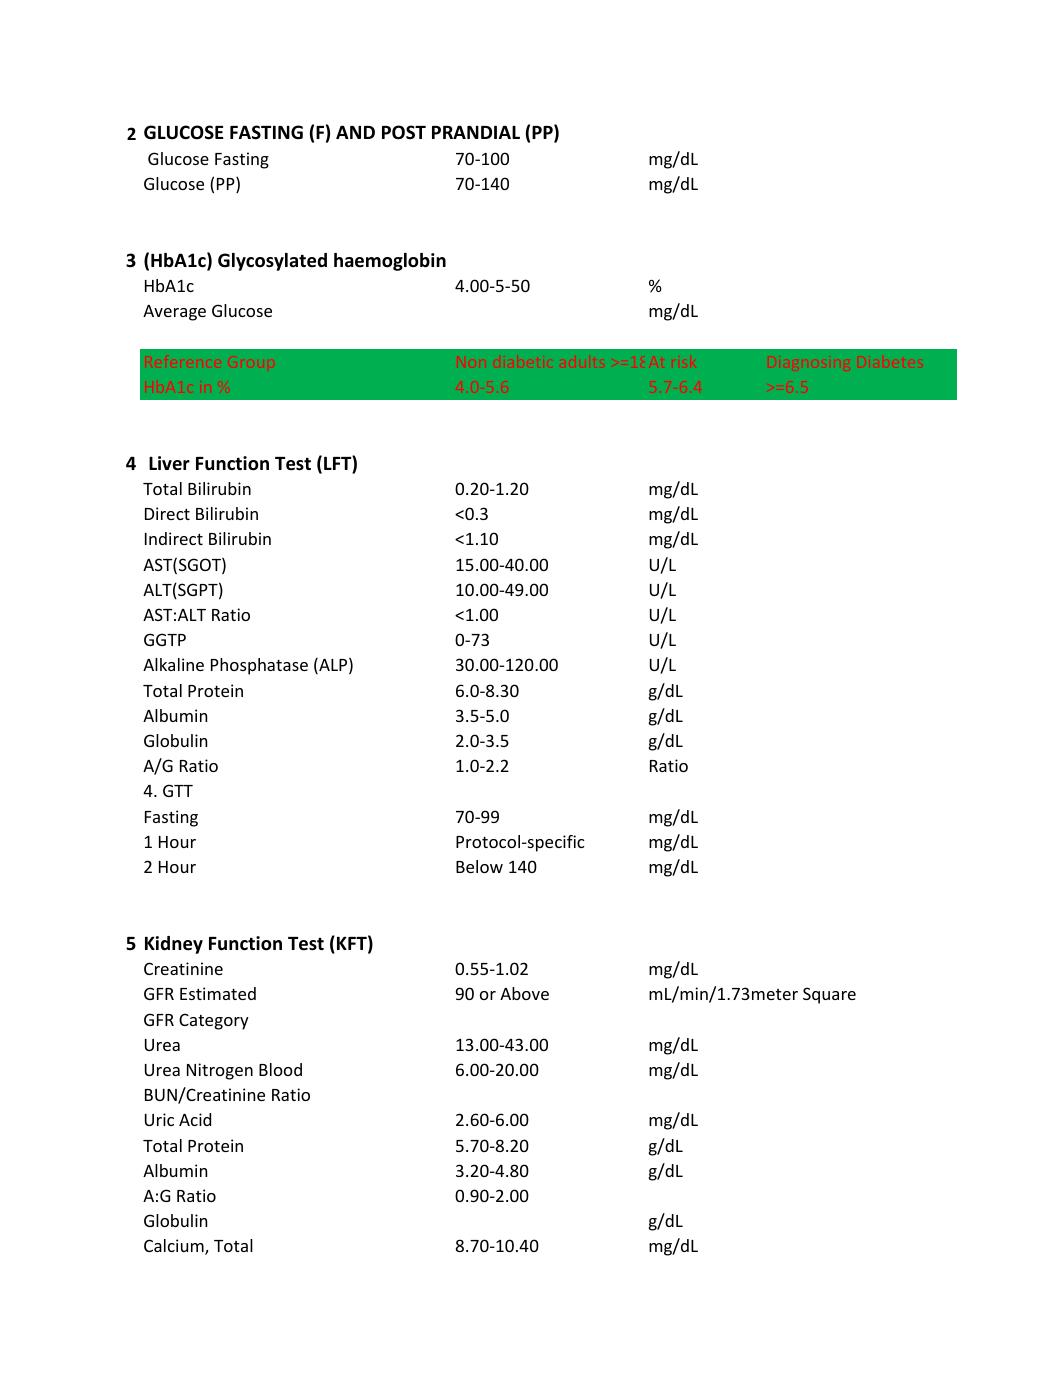 2 GLUCOSE FASTING (F) AND POST PRANDIAL (PP)
Glucose Fasting 70-100 mg/dL
Glucose (PP) 70-140 mg/dL
3 (HbA1c) Glycosylated haemoglobin
HbA1c 4.00-5-50 %
Average Glucose mg/dL
Reference Group Non diabetic adults >=18 At risk Diagnosing Diabetes
HbA1c in % 4.0-5.6 5.7-6.4 >=6.5
4 Liver Function Test (LFT)
Total Bilirubin 0.20-1.20 mg/dL
Direct Bilirubin <0.3 mg/dL
Indirect Bilirubin <1.10 mg/dL
AST(SGOT) 15.00-40.00 U/L
ALT(SGPT) 10.00-49.00 U/L
AST:ALT Ratio <1.00 U/L
GGTP 0-73 U/L
Alkaline Phosphatase (ALP) 30.00-120.00 U/L
Total Protein 6.0-8.30 g/dL
Albumin 3.5-5.0 g/dL
Globulin 2.0-3.5 g/dL
A/G Ratio 1.0-2.2 Ratio
4. GTT
Fasting 70-99 mg/dL
1 Hour Protocol-specific mg/dL
2 Hour Below 140 mg/dL
5 Kidney Function Test (KFT)
Creatinine 0.55-1.02 mg/dL
GFR Estimated 90 or Above mL/min/1.73meter Square
GFR Category
Urea 13.00-43.00 mg/dL
Urea Nitrogen Blood 6.00-20.00 mg/dL
BUN/Creatinine Ratio
Uric Acid 2.60-6.00 mg/dL
Total Protein 5.70-8.20 g/dL
Albumin 3.20-4.80 g/dL
A:G Ratio 0.90-2.00
Globulin g/dL
Calcium, Total 8.70-10.40 mg/dL